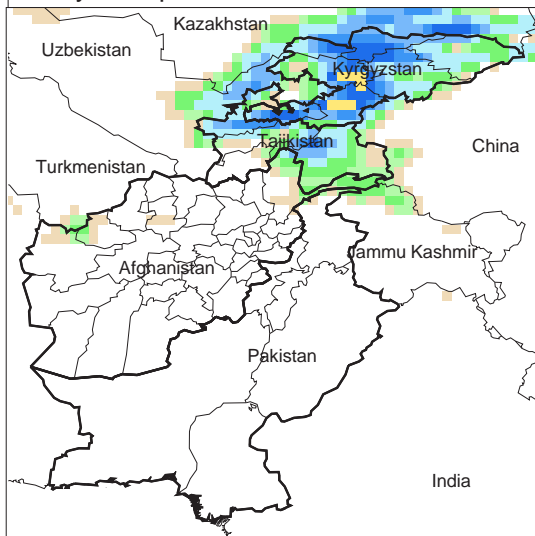 Kazakhstan
Uzbekistan
Kyrgyzstan
Tajikistan
China
Turkmenistan
Jammu Kashmir
Afghanistan
Pakistan
India